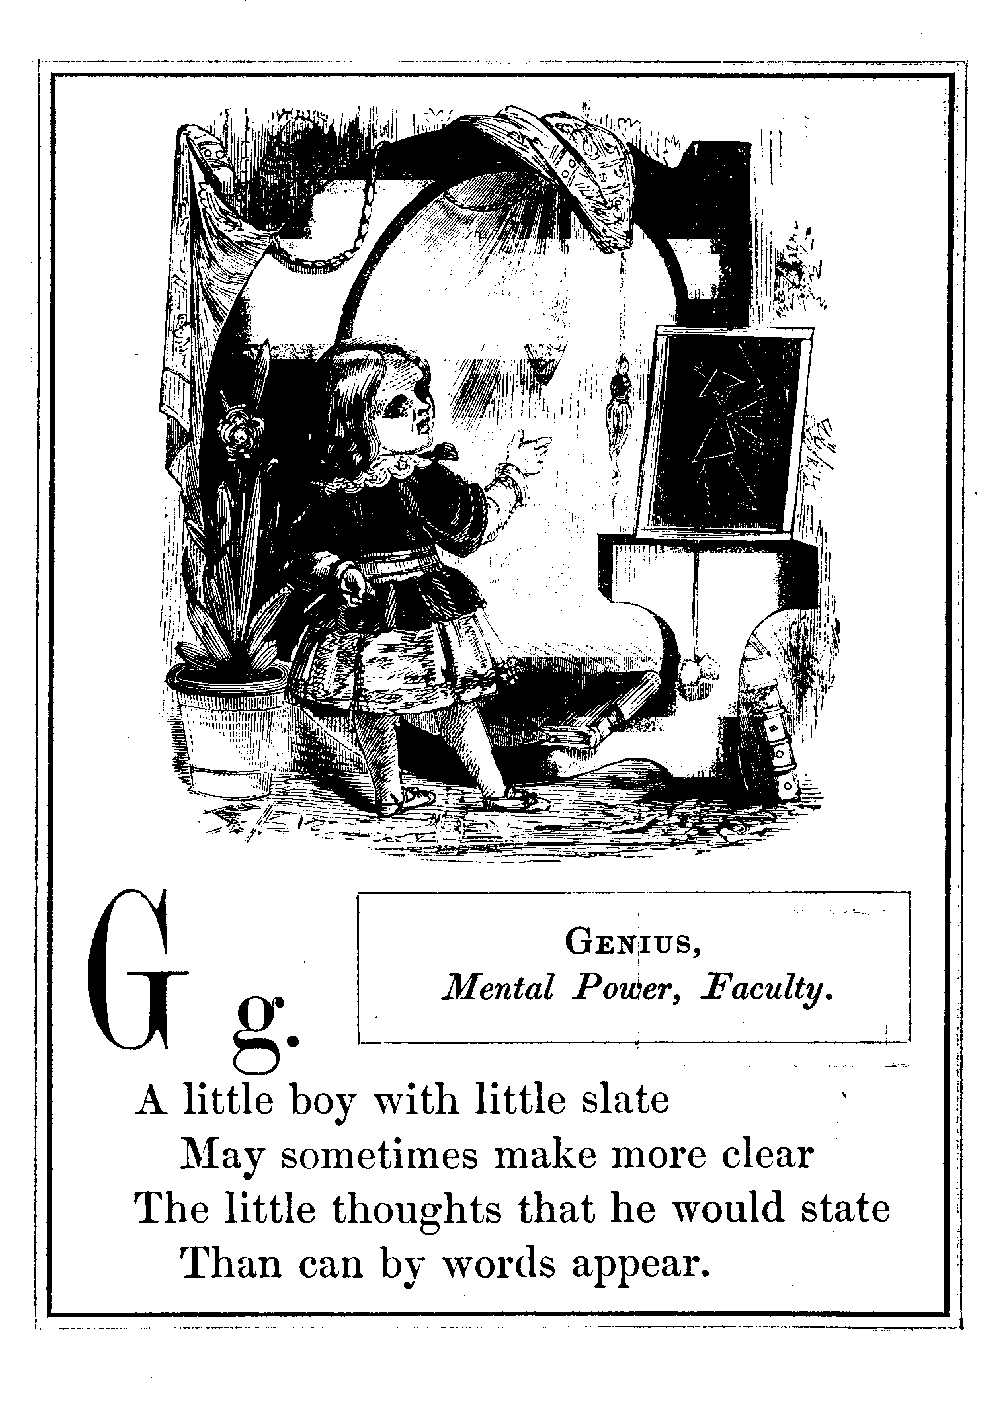 G g.
GENIUS,
Mental Power, Faculty.
A little boy with little slate
May sometimes make more clear
The little thoughts that he would state
Than can by words appear.